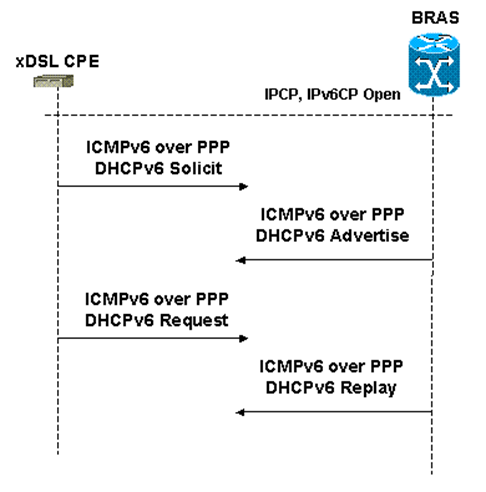 BRAS
xDSL CPE
IPCP, IPv6CP Open
ICMPv6 over PPP
DHCPv6 Solicit
ICMPv6 over PPP
DHCPv6 Advertise
ICMPv6 over PPP
DHCPv6 Request
ICMPv6 over PPP
DHCPv6 Replay